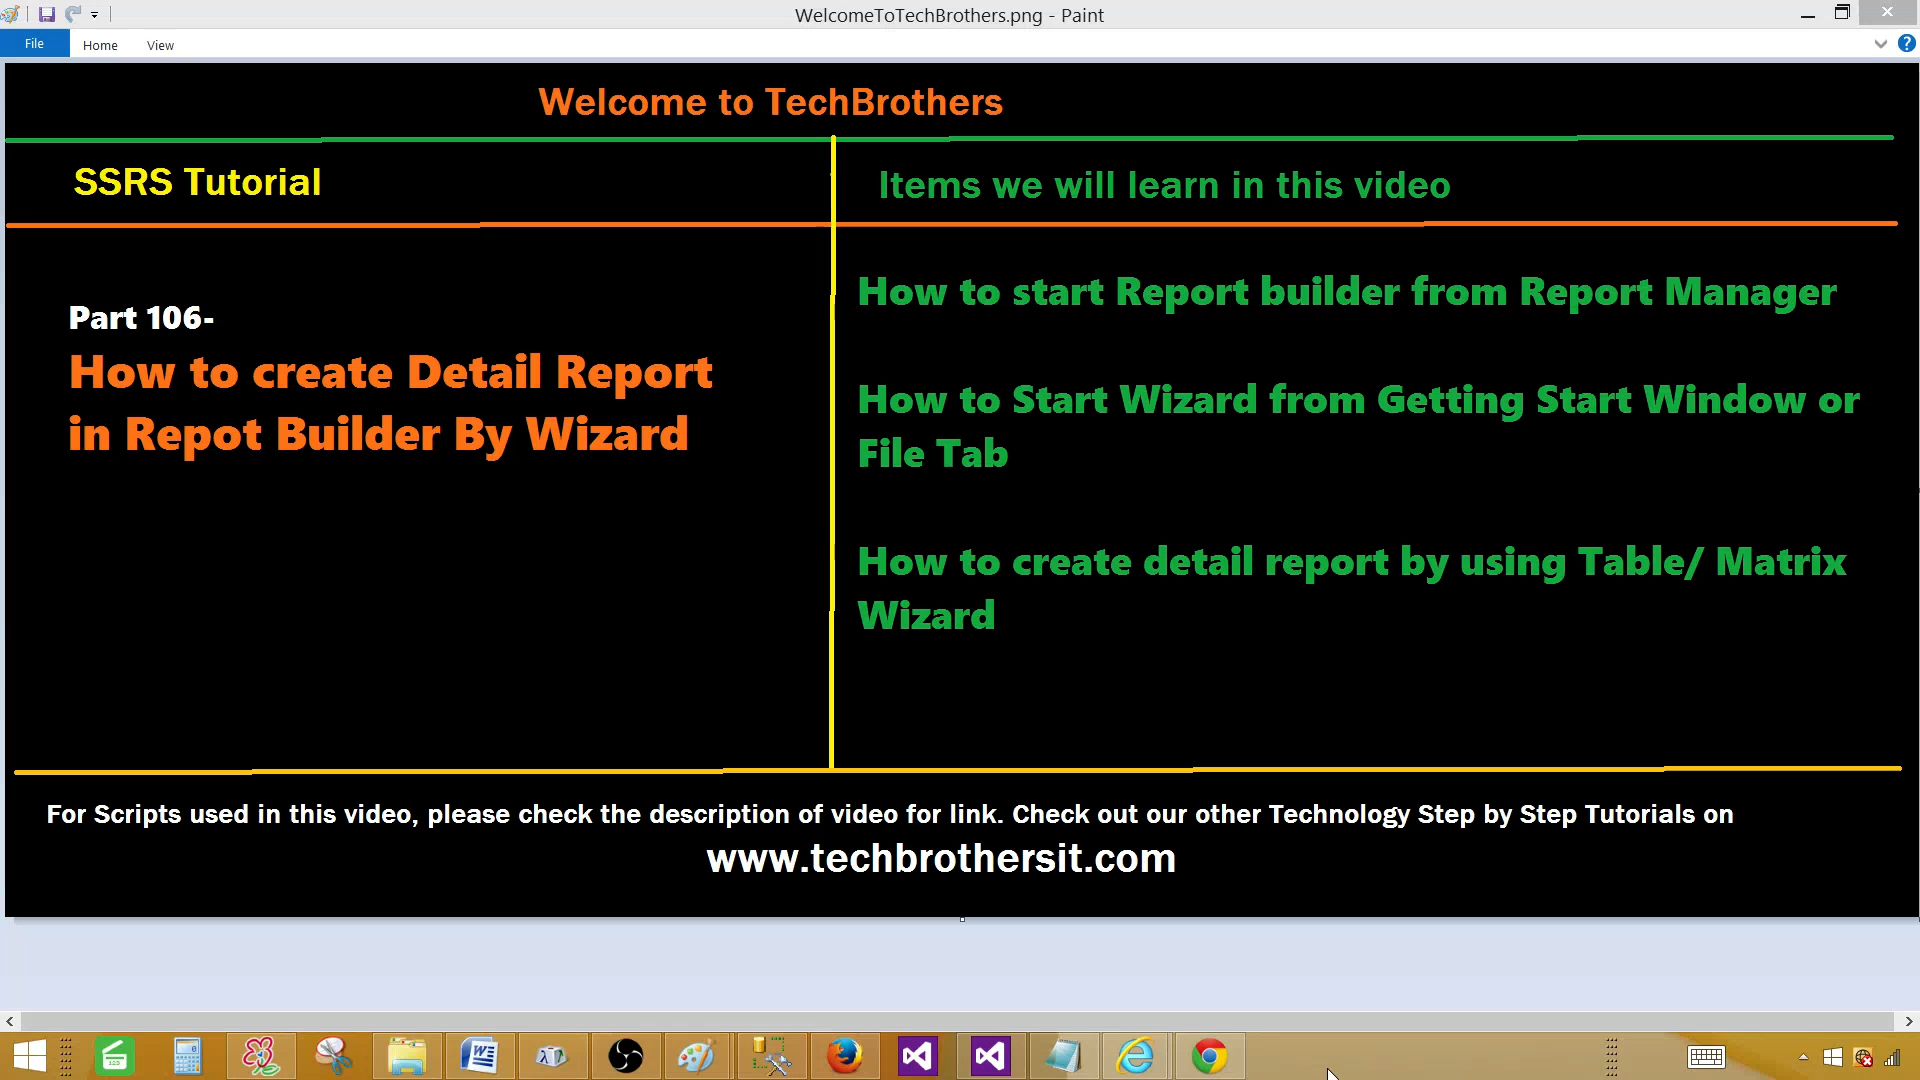 WelcomeToTechBrothers.png - Paint
File
Home
View
Welcome to TechBrothers
SSRS Tutorial
Items we will learn in this video
Part 106-
How to create Detail Report
in Repot Builder By Wizard
How to start Report builder from Report Manager
How to Start Wizard from Getting Start Window or
File Tab
How to create detail report by using Table/ Matrix
Wizard
For Scripts used in this video, please check the description of video for link. Check out our other Technology Step by Step Tutorials on
www.techbrothersit.com